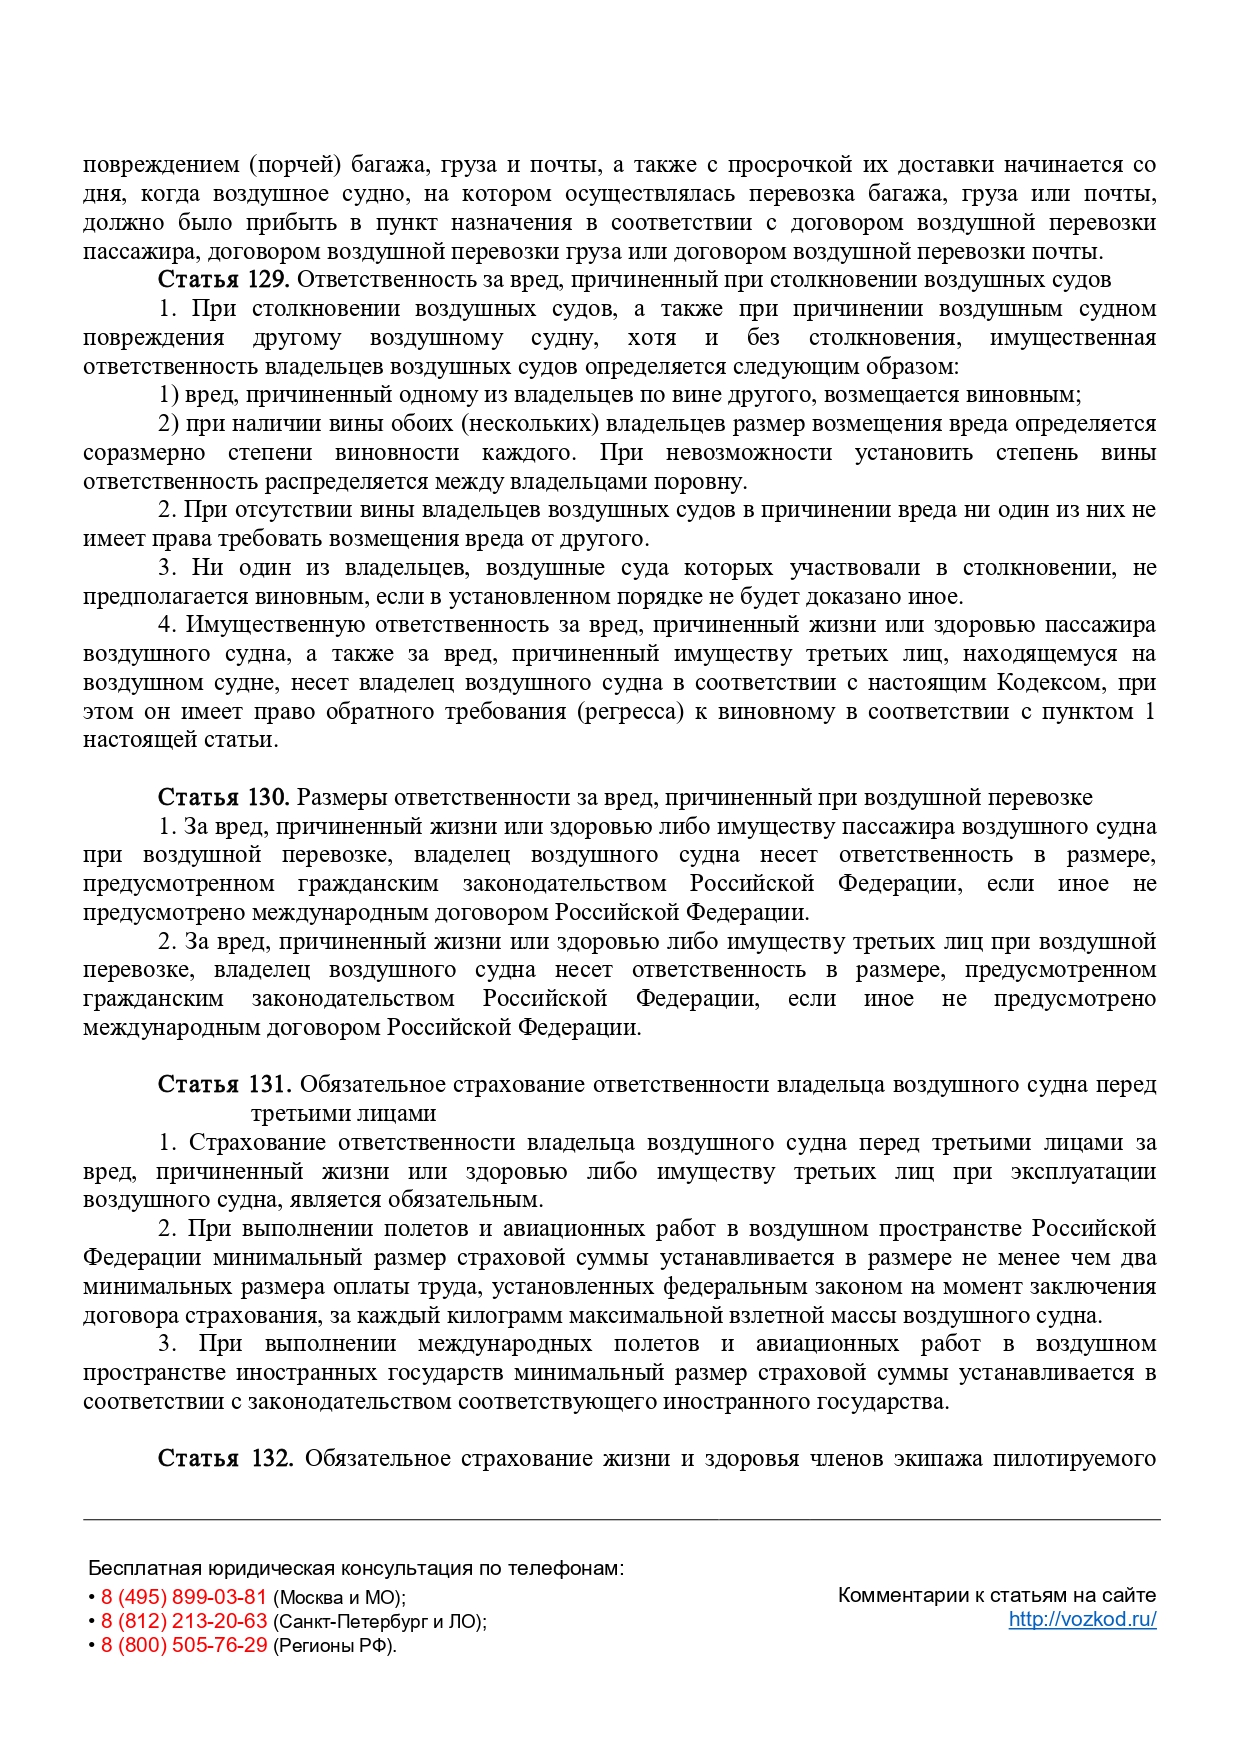 повреждением (порчей) багажа, груза и почты, а также с просрочкой их доставки начинается со
дня, когда воздушное судно, на котором осуществлялась перевозка багажа, груза или почты,
должно было прибыть в пункт назначения в соответствии с договором воздушной перевозки
пассажира, договором воздушной перевозки груза или договором воздушной перевозки почты.
Статья 129. Ответственность за вред, причиненный при столкновении воздушных судов
1. При столкновении воздушных судов, а также при причинении воздушным судном
повреждения другому воздушному судну, хотя и без столкновения, имущественная
ответственность владельцев воздушных судов определяется следующим образом:
1) вред, причиненный одному из владельцев по вине другого, возмещается виновным;
2) при наличии вины обоих (нескольких) владельцев размер возмещения вреда определяется
соразмерно степени виновности каждого. При невозможности установить степень вины
ответственность распределяется между владельцами поровну.
2. При отсутствии вины владельцев воздушных судов в причинении вреда ни один из них не
имеет права требовать возмещения вреда от другого.
3. Ни один из владельцев, воздушные суда которых участвовали в столкновении, не
предполагается виновным, если в установленном порядке не будет доказано иное.
4. Имущественную ответственность за вред, причиненный жизни или здоровью пассажира
воздушного судна, а также за вред, причиненный имуществу третьих лиц, находящемуся на
воздушном судне, несет владелец воздушного судна в соответствии с настоящим Кодексом, при
этом он имеет право обратного требования (регресса) к виновному в соответствии с пунктом 1
настоящей статьи.
Статья 130. Размеры ответственности за вред, причиненный при воздушной перевозке
1. За вред, причиненный жизни или здоровью либо имуществу пассажира воздушного судна
при воздушной перевозке, владелец воздушного судна несет ответственность в размере,
предусмотренном гражданским законодательством Российской Федерации, если иное не
предусмотрено международным договором Российской Федерации.
2. За вред, причиненный жизни или здоровью либо имуществу третьих лиц при воздушной
перевозке, владелец воздушного судна несет ответственность в размере, предусмотренном
гражданским законодательством Российской Федерации, если иное не предусмотрено
международным договором Российской Федерации.
Статья 131. Обязательное страхование ответственности владельца воздушного судна перед
третьими лицами
1. Страхование ответственности владельца воздушного судна перед третьими лицами за
вред, причиненный жизни или здоровью либо имуществу третьих лиц при эксплуатации
воздушного судна, является обязательным.
2. При выполнении полетов и авиационных работ в воздушном пространстве Российской
Федерации минимальный размер страховой суммы устанавливается в размере не менее чем два
минимальных размера оплаты труда, установленных федеральным законом на момент заключения
договора страхования, за каждый килограмм максимальной взлетной массы воздушного судна.
3. При выполнении международных полетов и авиационных работ в воздушном
пространстве иностранных государств минимальный размер страховой суммы устанавливается в
соответствии с законодательством соответствующего иностранного государства.
Статья 132. Обязательное страхование жизни и здоровья членов экипажа пилотируемого
Бесплатная юридическая консультация по телефонам:
• 8 (495) 899-03-81 (Москва и МО);
• 8 (812) 213-20-63 (Санкт-Петербург и ЛО);
• 8 (800) 505-76-29 (Регионы РФ).
Комментарии к статьям на сайте
http://vozkod.ru/